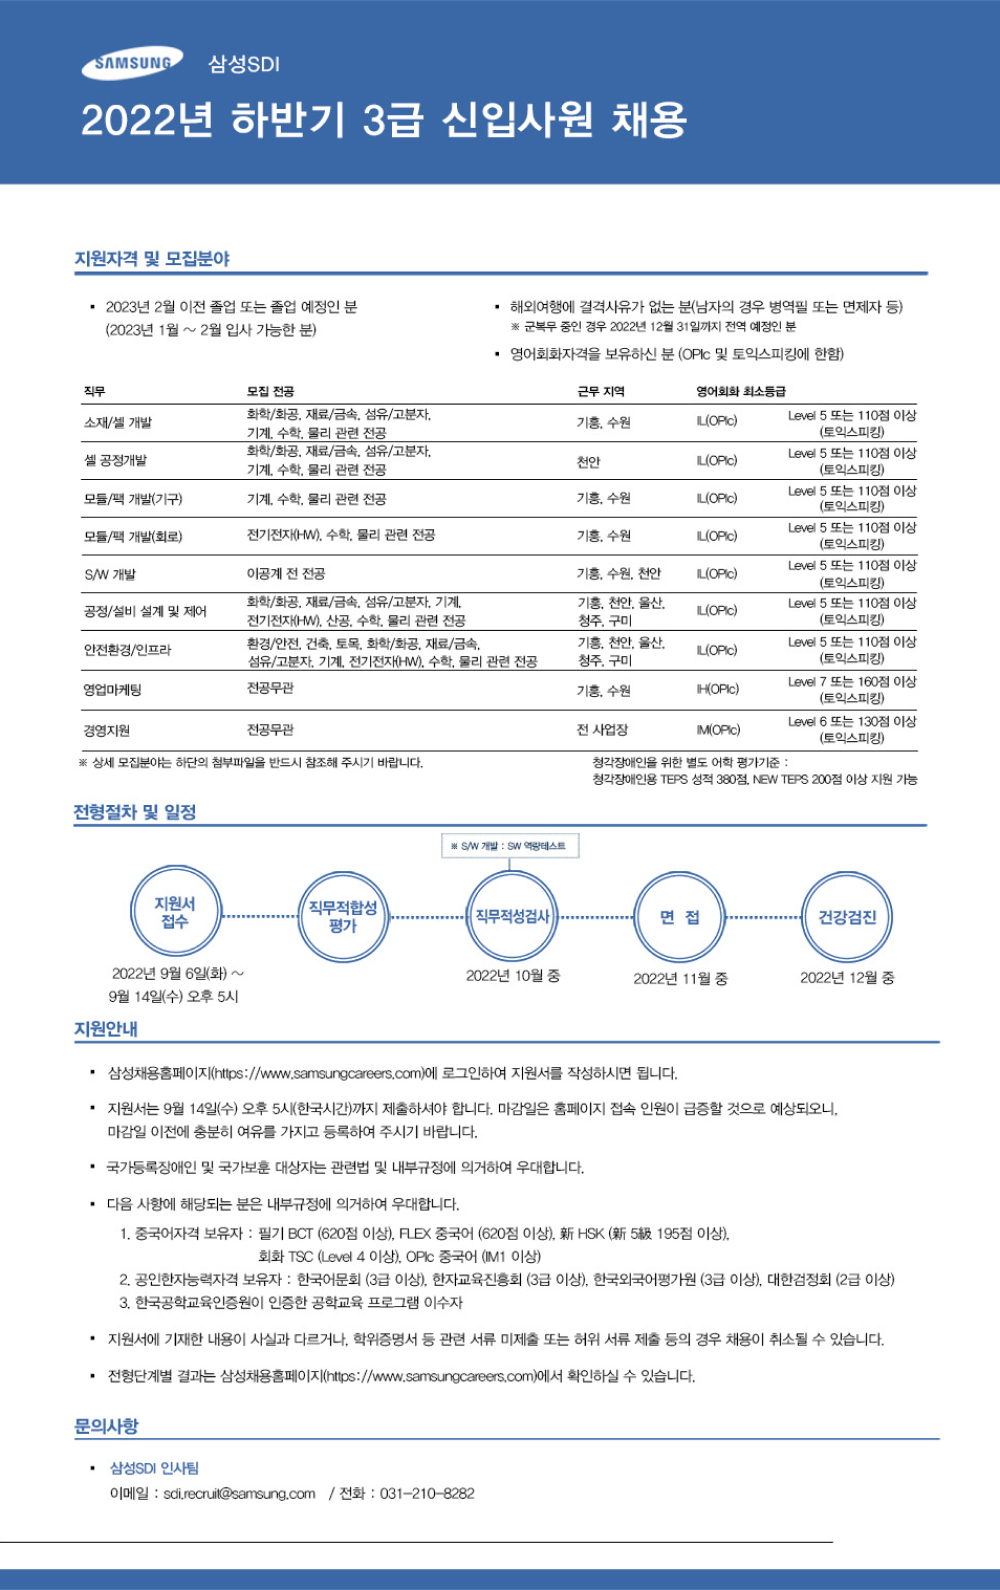 SAMSUNG 삼성SDI
2022년 하반기 3급 신입사원 채용
지원자격 및 모집분야
▪ 2023년 2월 이전 졸업 또는 졸업 예정인 분
(2023년 1월 ~ 2월 입사 가능한 분)
▪ 해외여행에 결격사유가 없는 분(남자의 경우 병역필 또는 면제자 등)
※ 군복무 중인 경우 2022년 12월 31일까지 전역 예정인 분
▪ 영어회화자격을 보유하신 분 (OPIc 및 토익스피킹에 한함)
직무 모집 전공 근무 지역 영어회화 최소등급
소재/셀 개발 화학/화공, 재료/금속, 섬유/고분자, 기흥, 수원 IL(OPIc) Level 5 또는 110점 이상
기계, 수학, 물리 관련 전공 (토익스피킹)
셀 공정개발 화학/화공, 재료/금속, 섬유/고분자, 천안 IL(OPIc) Level 5 또는 110점 이상
기계, 수학, 물리 관련 전공 (토익스피킹)
모듈/팩 개발(기구) 기계, 수학, 물리 관련 전공 기흥, 수원 IL(OPIc) Level 5 또는 110점 이상
(토익스피킹)
모듈/팩 개발(회로) 전기전자(HW), 수학, 물리 관련 전공 기흥, 수원 IL(OPIc) Level 5 또는 110점 이상
(토익스피킹)
S/W 개발 이공계 전 전공 기흥, 수원, 천안 IL(OPIc) Level 5 또는 110점 이상
(토익스피킹)
공정/설비 설계 및 제어 화학/화공, 재료/금속, 섬유/고분자, 기계, 기흥, 천안, 울산, IL(OPIc) Level 5 또는 110점 이상
전기전자(HW), 산공, 수학, 물리 관련 전공 청주, 구미 (토익스피킹)
안전환경/인프라 환경/안전, 건축, 토목, 화학/화공, 재료/금속, 기흥, 천안, 울산, IL(OPIc) Level 5 또는 110점 이상
섬유/고분자, 기계, 전기전자(HW), 수학, 물리 관련 전공 청주, 구미 (토익스피킹)
영업마케팅 전공무관 기흥, 수원 IH(OPIc) Level 7 또는 160점 이상
(토익스피킹)
경영지원 전공무관 전 사업장 IM(OPIc) Level 6 또는 130점 이상
(토익스피킹)
※ 상세 모집분야는 하단의 첨부파일을 반드시 참조해 주시기 바랍니다.
청각장애인을 위한 별도 어학 평가기준 :
청각장애인용 TEPS 성적 380점, NEW TEPS 200점 이상 지원 가능
전형절차 및 일정
※ S/W 개발 : SW 역량테스트
지원서
접수
직무적합성
평가
직무적성검사
면 접
건강검진
2022년 9월 6일(화) ~
9월 14일(수) 오후 5시
2022년 10월 중
2022년 11월 중
2022년 12월 중
지원안내
▪ 삼성채용홈페이지(https://www.samsungcareers.com)에 로그인하여 지원서를 작성하시면 됩니다.
▪ 지원서는 9월 14일(수) 오후 5시(한국시간)까지 제출하셔야 합니다. 마감일은 홈페이지 접속 인원이 급증할 것으로 예상되오니,
마감일 이전에 충분히 여유를 가지고 등록하여 주시기 바랍니다.
▪ 국가등록장애인 및 국가보훈 대상자는 관련법 및 내부규정에 의거하여 우대합니다.
▪ 다음 사항에 해당되는 분은 내부규정에 의거하여 우대합니다.
1. 중국어자격 보유자 : 필기 BCT (620점 이상), FLEX 중국어 (620점 이상), 新 HSK (新 5級 195점 이상),
회화 TSC (Level 4 이상), OPIc 중국어 (IM1 이상)
2. 공인한자능력자격 보유자 : 한국어문회 (3급 이상), 한자교육진흥회 (3급 이상), 한국외국어평가원 (3급 이상), 대한검정회 (2급 이상)
3. 한국공학교육인증원이 인증한 공학교육 프로그램 이수자
▪ 지원서에 기재한 내용이 사실과 다르거나, 학위증명서 등 관련 서류 미제출 또는 허위 서류 제출 등의 경우 채용이 취소될 수 있습니다.
▪ 전형단계별 결과는 삼성채용홈페이지(https://www.samsungcareers.com)에서 확인하실 수 있습니다.
문의사항
▪ 삼성SDI 인사팀
이메일 : sdi.recruit@samsung.com / 전화 : 031-210-8282